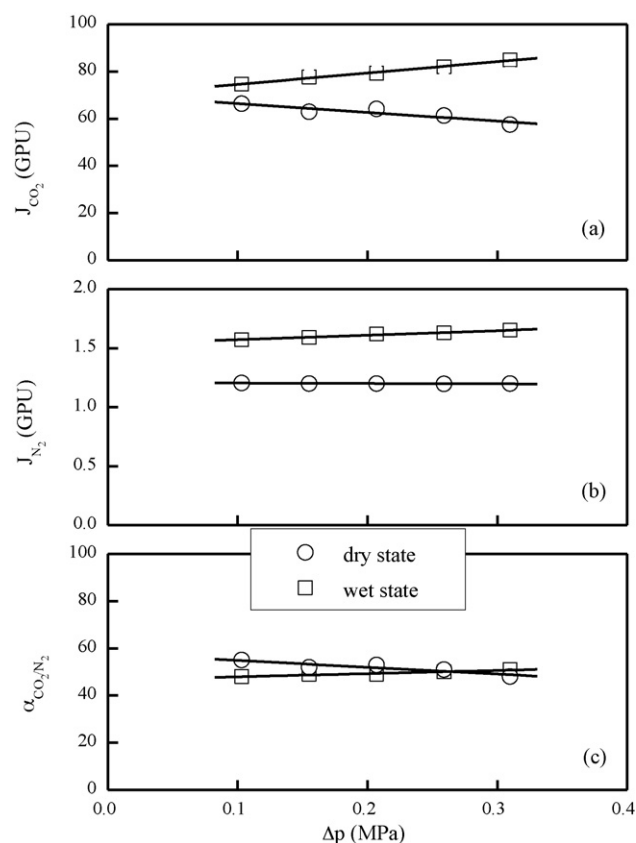 100
80
60
40
20
0
J_CO2 (GPU)
(a)
2.0
1.5
1.0
0.5
0.0
J_N2 (GPU)
(b)
dry state
wet state
100
80
60
40
20
0
α_CO2/N2
(c)
0.0 0.1 0.2 0.3 0.4
Δp (MPa)